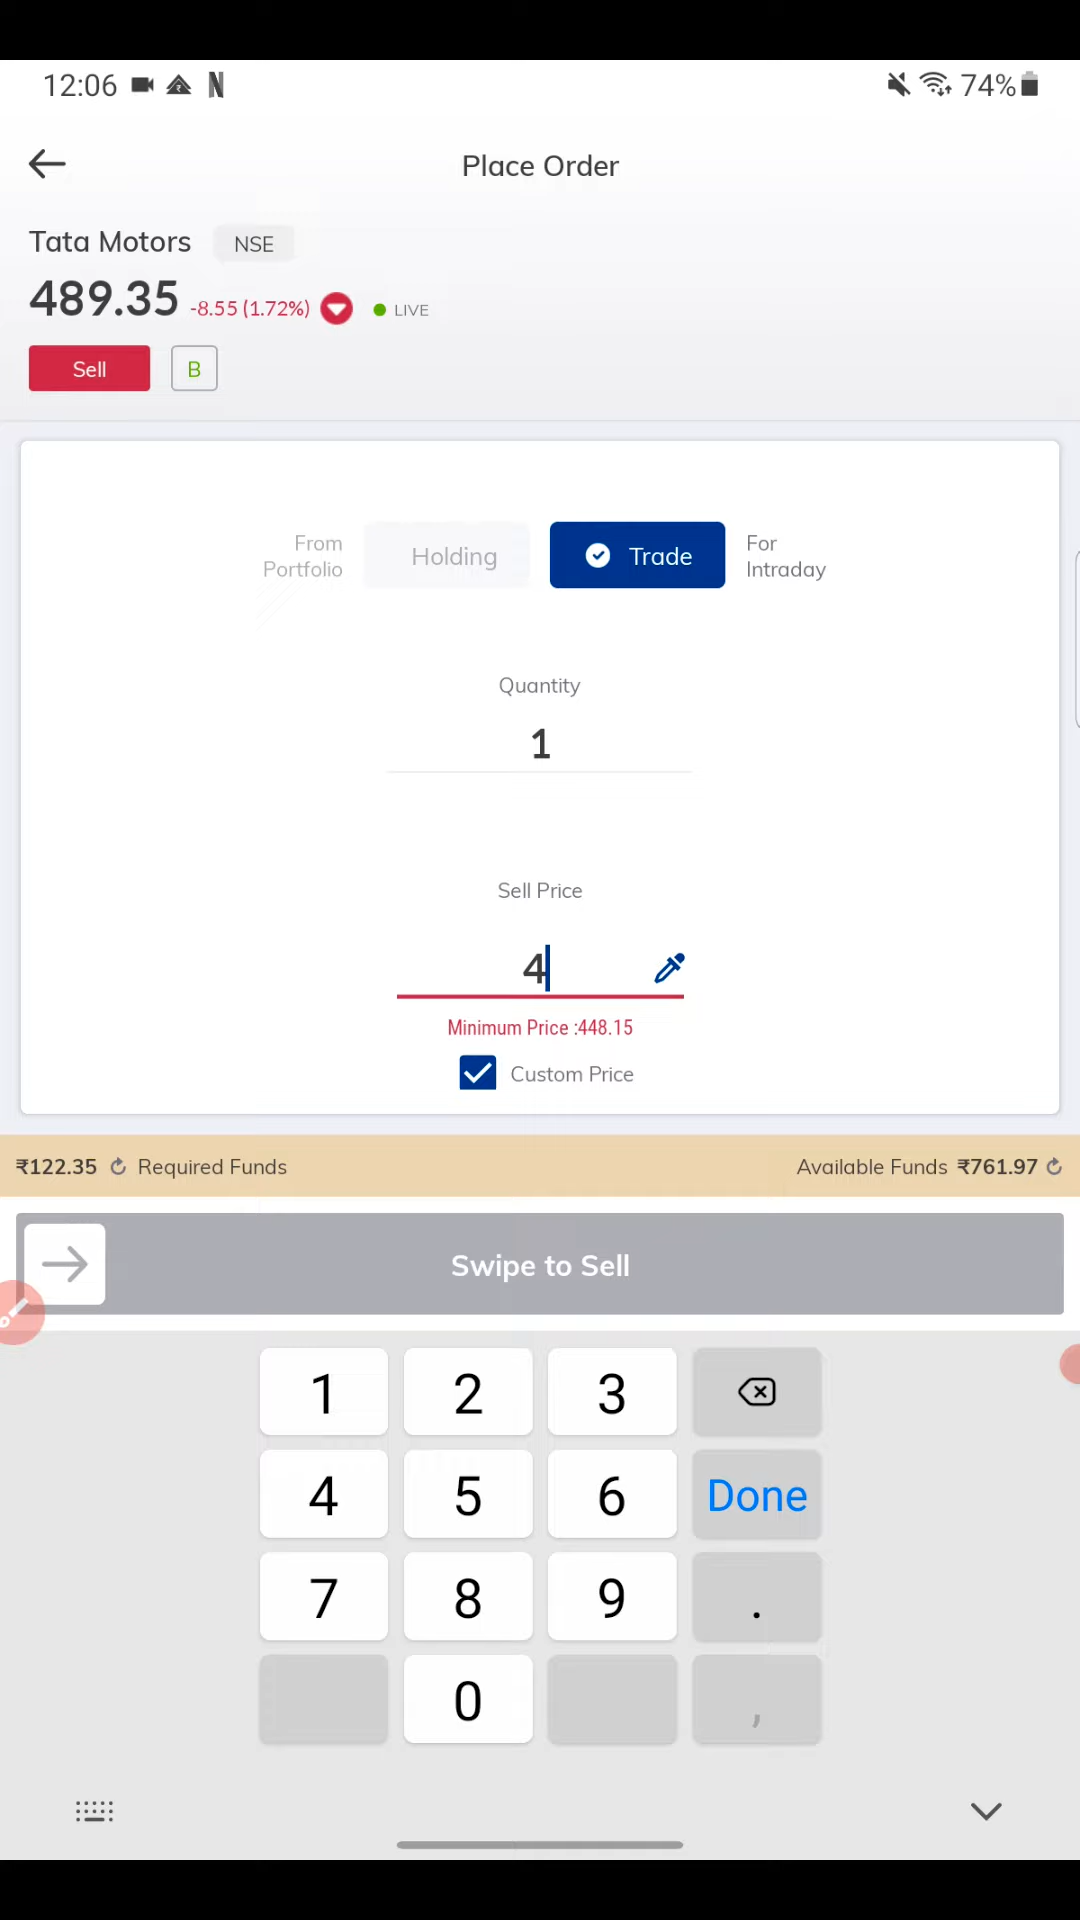 12:06 N 74%
Place Order
Tata Motors NSE
489.35 -8.55 (1.72%) LIVE
Sell B
From Portfolio Holding Trade For Intraday
Quantity
1
Sell Price
4
Minimum Price :448.15
Custom Price
₹122.35 Required Funds Available Funds ₹761.97
Swipe to Sell
1 2 3
4 5 6 Done
7 8 9 .
0 ,